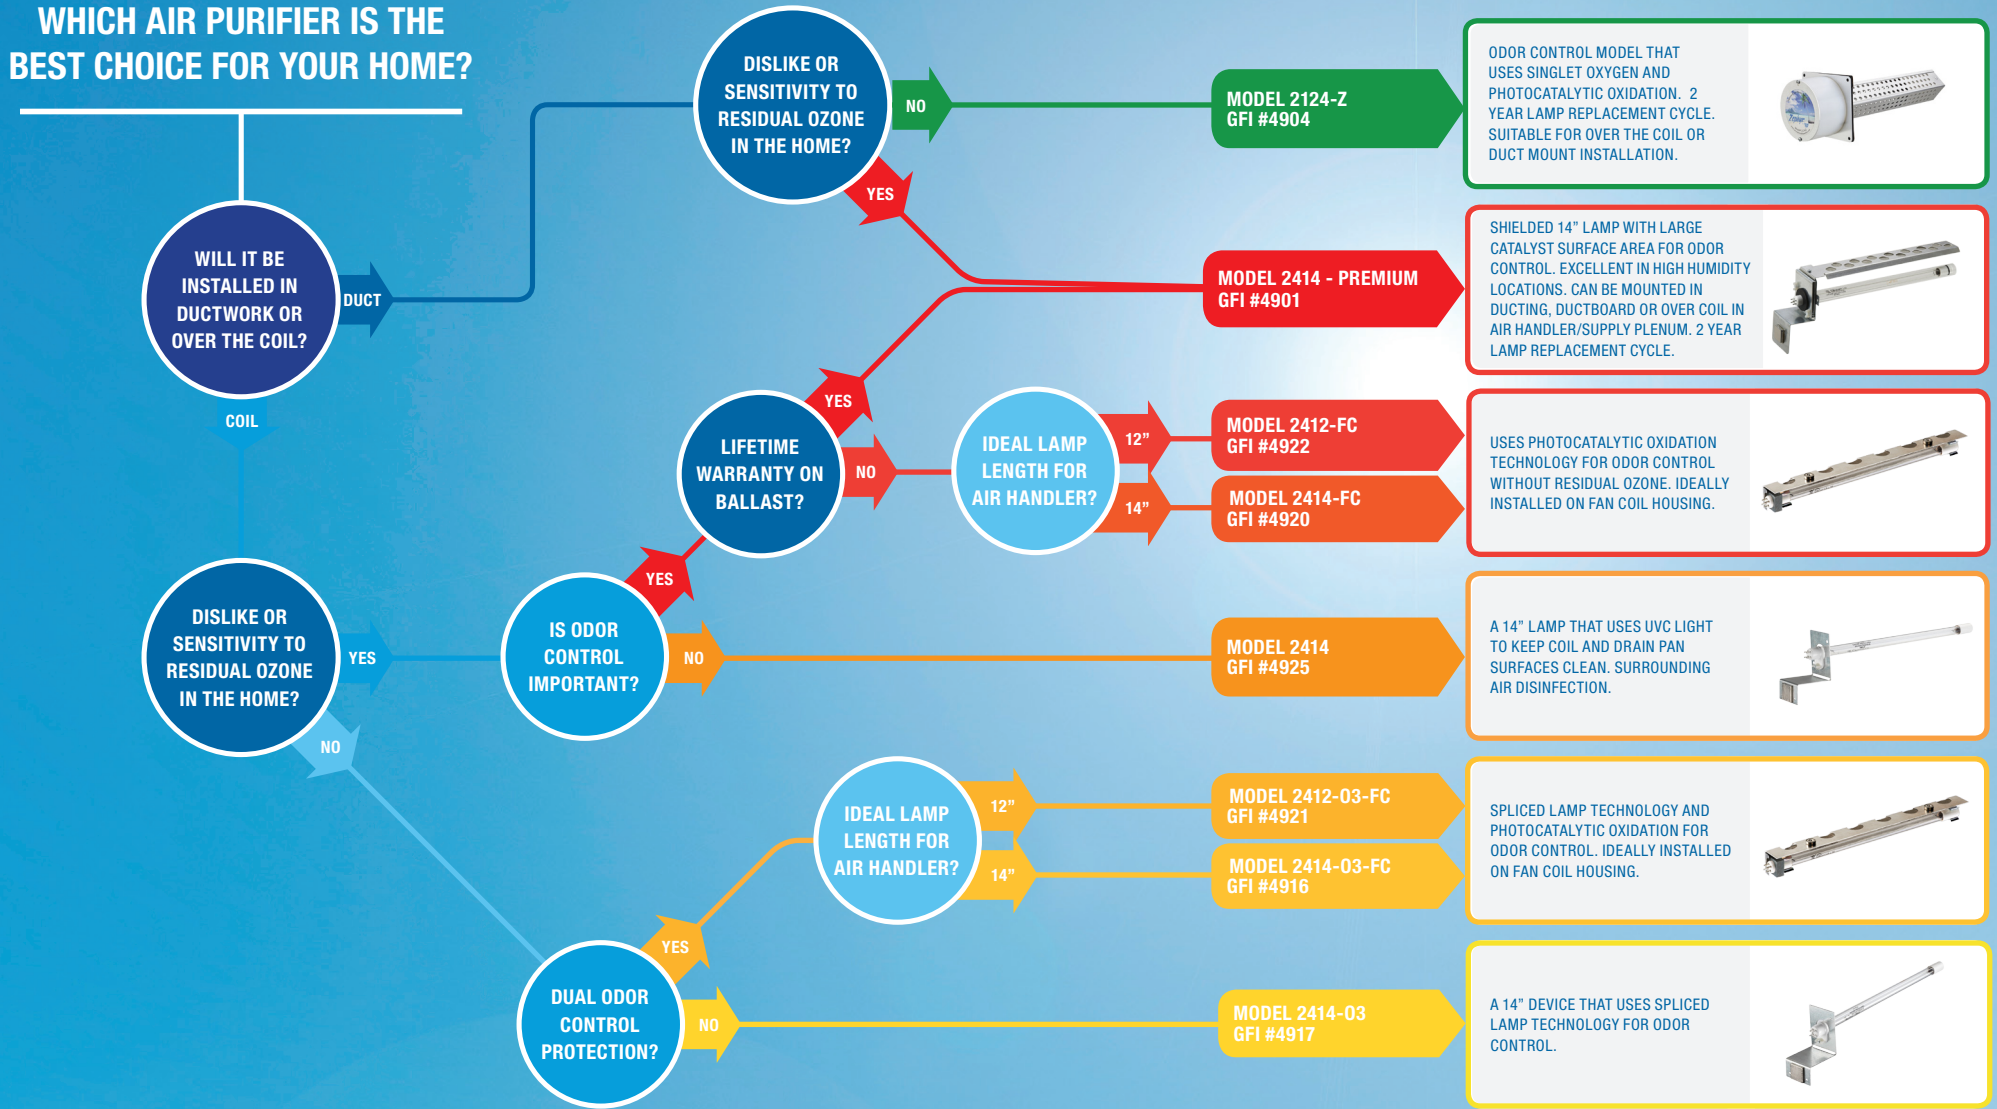 WHICH AIR PURIFIER IS THE
BEST CHOICE FOR YOUR HOME?
WILL IT BE
INSTALLED IN
DUCTWORK OR
OVER THE COIL?
DUCT
COIL
DISLIKE OR
SENSITIVITY TO
RESIDUAL OZONE
IN THE HOME?
NO
YES
MODEL 2124-Z
GFI #4904
ODOR CONTROL MODEL THAT
USES SINGLET OXYGEN AND
PHOTOCATALYTIC OXIDATION. 2
YEAR LAMP REPLACEMENT CYCLE.
SUITABLE FOR OVER THE COIL OR
DUCT MOUNT INSTALLATION.
MODEL 2414 - PREMIUM
GFI #4901
SHIELDED 14” LAMP WITH LARGE
CATALYST SURFACE AREA FOR ODOR
CONTROL. EXCELLENT IN HIGH HUMIDITY
LOCATIONS. CAN BE MOUNTED IN
DUCTING, DUCTBOARD OR OVER COIL IN
AIR HANDLER/SUPPLY PLENUM. 2 YEAR
LAMP REPLACEMENT CYCLE.
DISLIKE OR
SENSITIVITY TO
RESIDUAL OZONE
IN THE HOME?
YES
NO
IS ODOR
CONTROL
IMPORTANT?
YES
NO
LIFETIME
WARRANTY ON
BALLAST?
YES
NO
IDEAL LAMP
LENGTH FOR
AIR HANDLER?
12”
14”
MODEL 2412-FC
GFI #4922
MODEL 2414-FC
GFI #4920
USES PHOTOCATALYTIC OXIDATION
TECHNOLOGY FOR ODOR CONTROL
WITHOUT RESIDUAL OZONE. IDEALLY
INSTALLED ON FAN COIL HOUSING.
MODEL 2414
GFI #4925
A 14” LAMP THAT USES UVC LIGHT
TO KEEP COIL AND DRAIN PAN
SURFACES CLEAN. SURROUNDING
AIR DISINFECTION.
DUAL ODOR
CONTROL
PROTECTION?
YES
NO
IDEAL LAMP
LENGTH FOR
AIR HANDLER?
12”
14”
MODEL 2412-O3-FC
GFI #4921
MODEL 2414-O3-FC
GFI #4916
SPLICED LAMP TECHNOLOGY AND
PHOTOCATALYTIC OXIDATION FOR
ODOR CONTROL. IDEALLY INSTALLED
ON FAN COIL HOUSING.
MODEL 2414-O3
GFI #4917
A 14” DEVICE THAT USES SPLICED
LAMP TECHNOLOGY FOR ODOR
CONTROL.